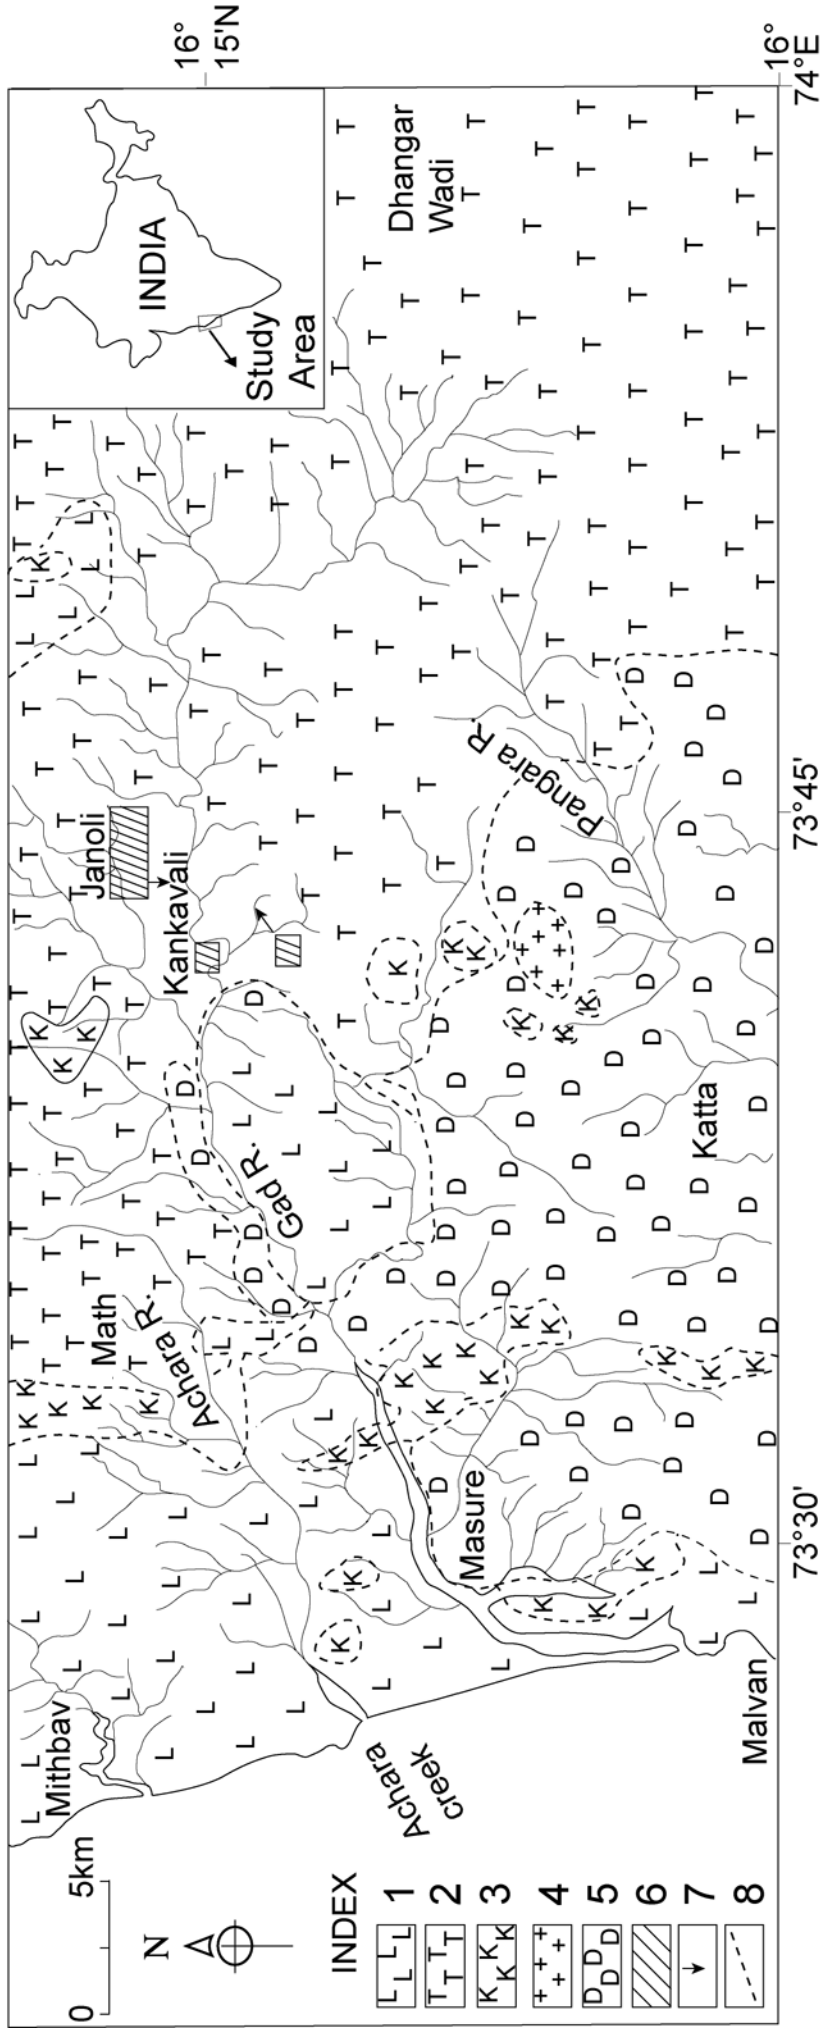 0 5km
N
INDEX
L L L L 1
T T T T 2
K K K K 3
+ + + + + 4
D D D D 5
6
7
8
Mithbav
Achara
creek
Malvan
Masure
Math
Achara R.
Gad R.
Katta
Kankavali
Janoli
Pangara R.
Dhangar
Wadi
INDIA
Study
Area
16°
15'N
16°
74°E
73°45'
73°30'